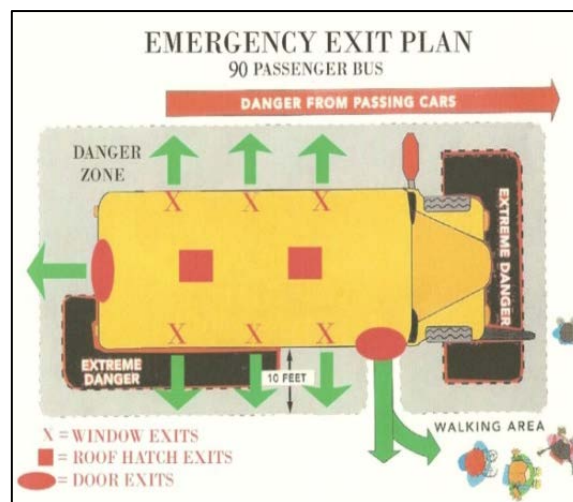 EMERGENCY EXIT PLAN
90 PASSENGER BUS
DANGER FROM PASSING CARS
DANGER
ZONE
X X X
EXTREME DANGER
X X X
EXTREME
DANGER
10 FEET
WALKING AREA
X = WINDOW EXITS
= ROOF HATCH EXITS
= DOOR EXITS